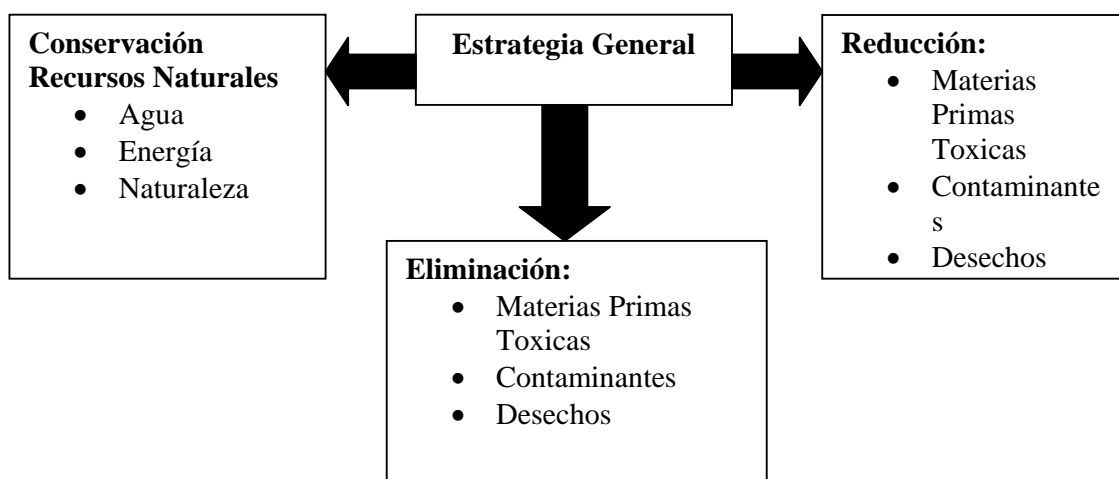 Conservación
Recursos Naturales
• Agua
• Energía
• Naturaleza
Estrategia General
Reducción:
• Materias
Primas
Toxicas
• Contaminante
s
• Desechos
Eliminación:
• Materias Primas
Toxicas
• Contaminantes
• Desechos